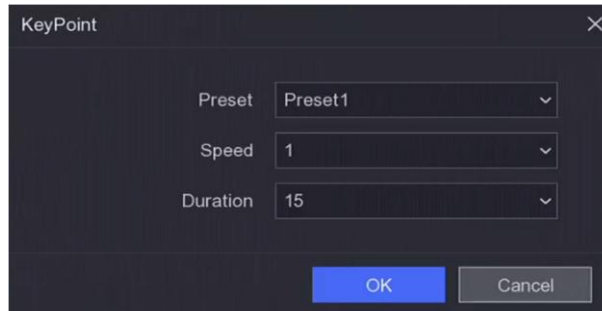 KeyPoint
Preset Preset1
Speed 1
Duration 15
OK Cancel